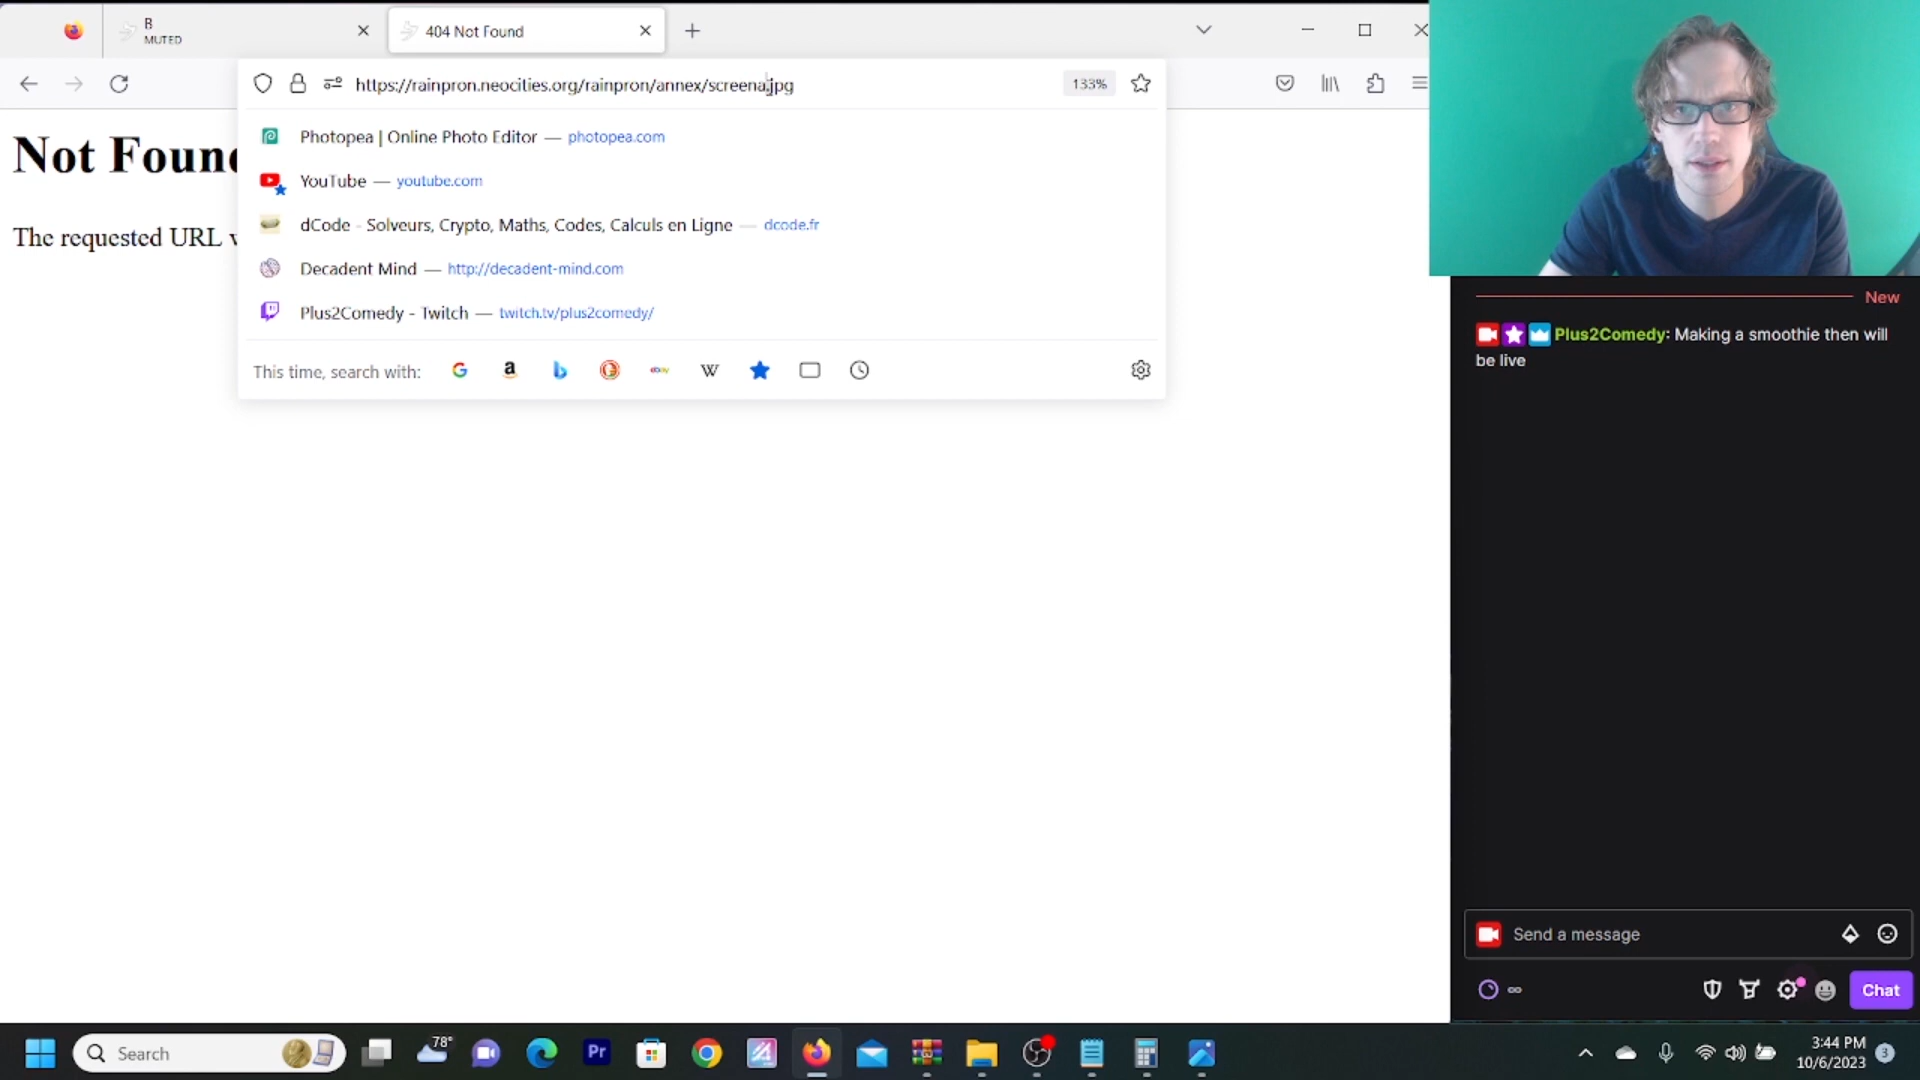 B
MUTED
404 Not Found
https://rainpron.neocities.org/rainpron/annex/screena.jpg
133%
Not Found
The requested URL
Photopea | Online Photo Editor — photopea.com
YouTube — youtube.com
dCode - Solveurs, Crypto, Maths, Codes, Calculs en Ligne — dcode.fr
Decadent Mind — http://decadent-mind.com
Plus2Comedy - Twitch — twitch.tv/plus2comedy/
This time, search with:
New
Plus2Comedy: Making a smoothie then will
be live
Send a message
Chat
Search
78°
Pr
3:44 PM
10/6/2023
3